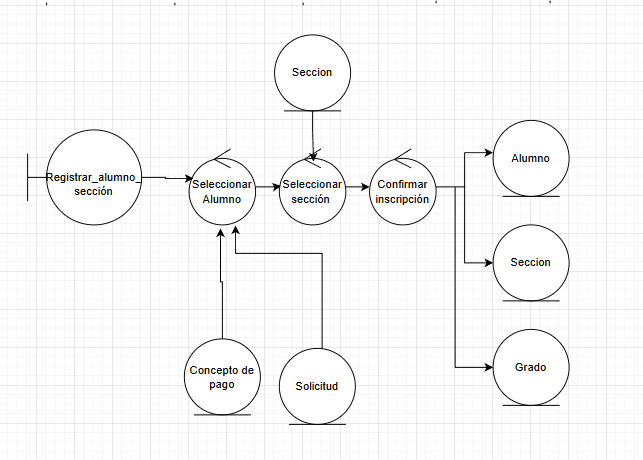 Seccion
Registrar_alumno_
sección
Seleccionar
Alumno
Seleccionar
sección
Confirmar
inscripción
Alumno
Seccion
Grado
Concepto de
pago
Solicitud